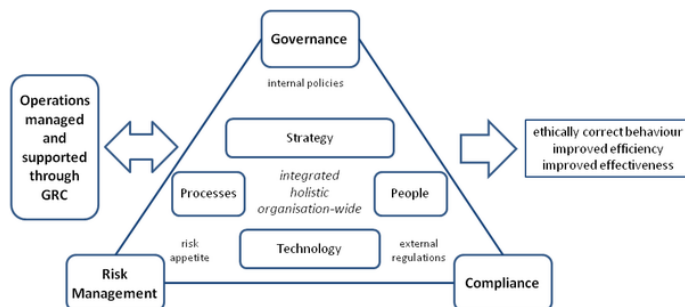 Governance
internal policies
Operations
managed
and
supported
through
GRC
Strategy
ethically correct behaviour
improved efficiency
improved effectiveness
Processes
integrated
holistic
organisation-wide
People
risk
appetite
Technology
external
regulations
Risk
Management
Compliance